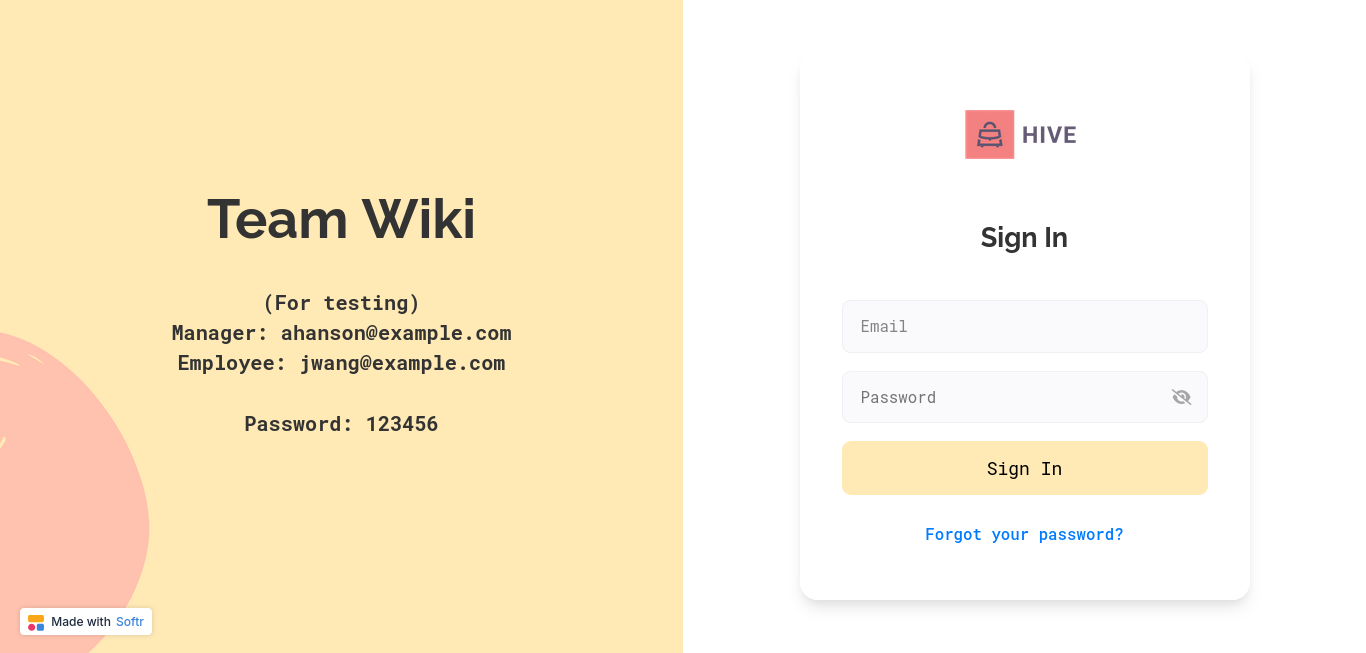 Team Wiki
(For testing)
Manager: ahanson@example.com
Employee: jwang@example.com
Password: 123456
Made with Softr
HIVE
Sign In
Email
Password
Sign In
Forgot your password?